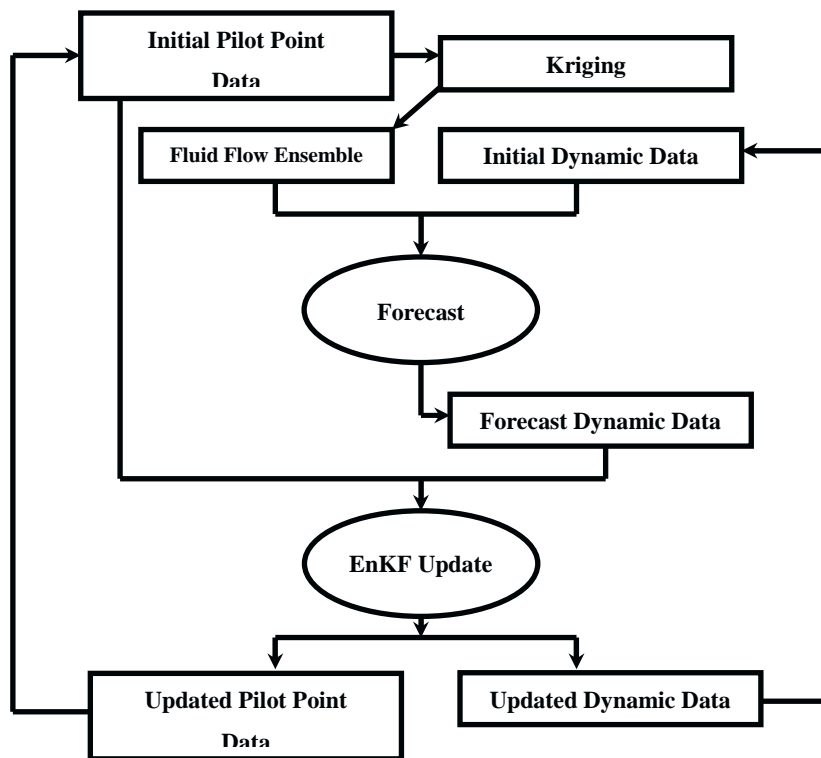 Initial Pilot Point
Data
Kriging
Fluid Flow Ensemble
Initial Dynamic Data
Forecast
Forecast Dynamic Data
EnKF Update
Updated Pilot Point
Data
Updated Dynamic Data